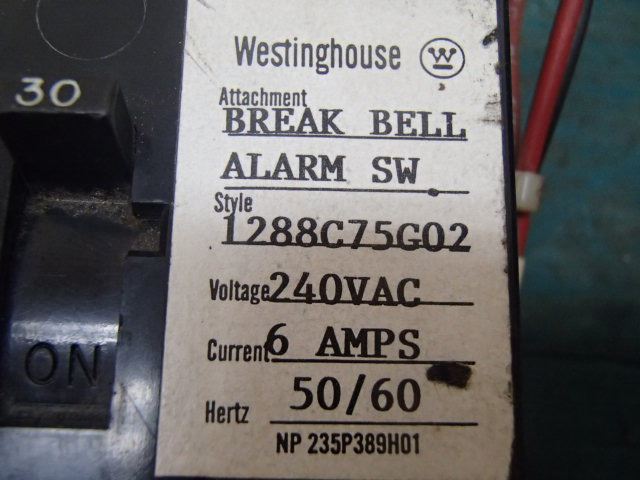 30
ON
Westinghouse W
Attachment
BREAK BELL
ALARM SW
Style
1288C75G02
Voltage 240VAC
Current 6 AMPS
Hertz 50/60
NP 235P389H01